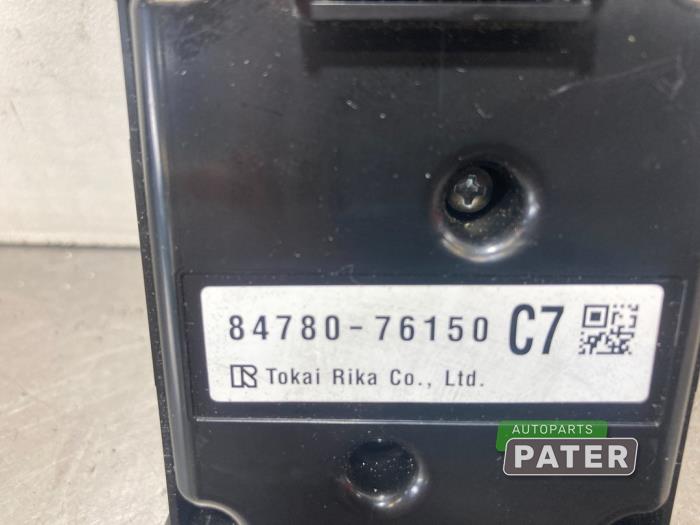 84780-76150 C7
Tokai Rika Co., Ltd.
AUTOPARTS
PATER